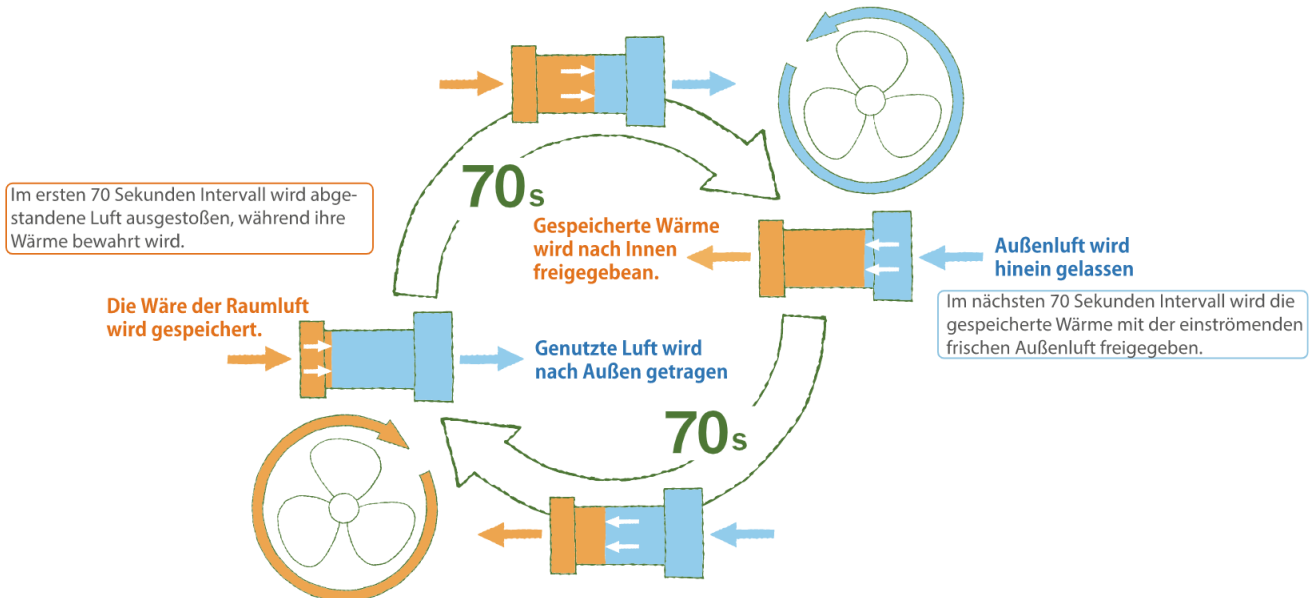 70s
Im ersten 70 Sekunden Intervall wird abge-
standene Luft ausgestoßen, während ihre
Wärme bewahrt wird.
Gespeicherte Wärme
wird nach Innen
freigegebean.
Außenluft wird
hinein gelassen
Im nächsten 70 Sekunden Intervall wird die
gespeicherte Wärme mit der einströmenden
frischen Außenluft freigegeben.
Die Wäre der Raumluft
wird gespeichert.
Genutzte Luft wird
nach Außen getragen
70s